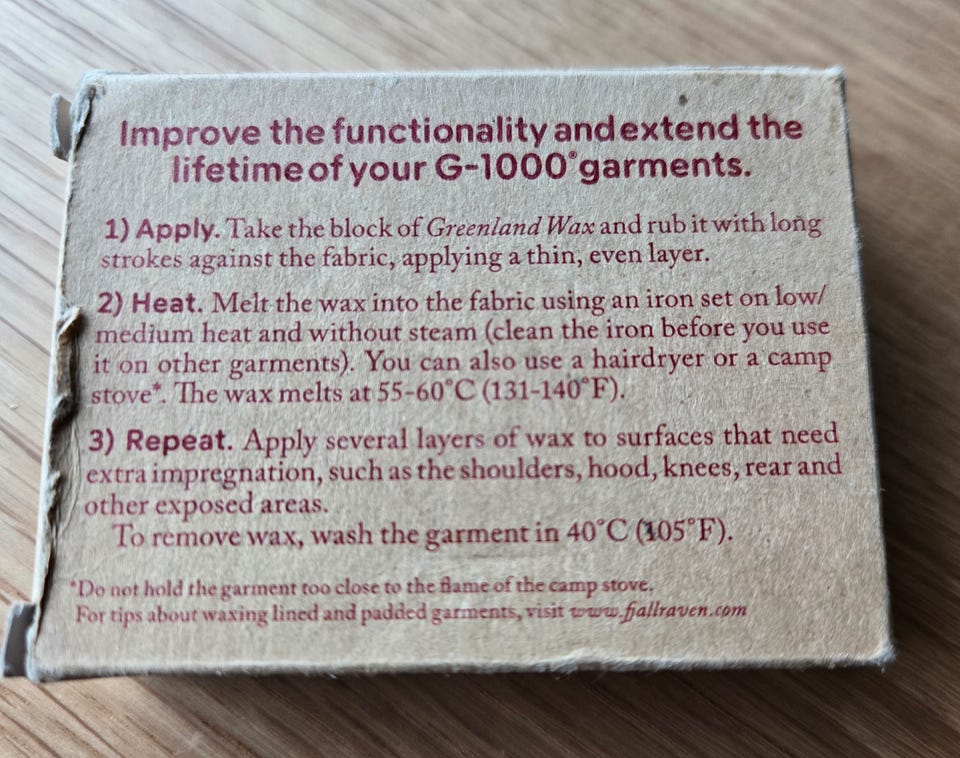 Improve the functionality and extend the
lifetime of your G-1000® garments.
1) Apply. Take the block of Greenland Wax and rub it with long
strokes against the fabric, applying a thin, even layer.
2) Heat. Melt the wax into the fabric using an iron set on low/
medium heat and without steam (clean the iron before you use
it on other garments). You can also use a hairdryer or a camp
stove*. The wax melts at 55-60°C (131-140°F).
3) Repeat. Apply several layers of wax to surfaces that need
extra impregnation, such as the shoulders, hood, knees, rear and
other exposed areas.
To remove wax, wash the garment in 40°C (105°F).
*Do not hold the garment too close to the flame of the camp stove.
For tips about waxing lined and padded garments, visit www.fjallraven.com